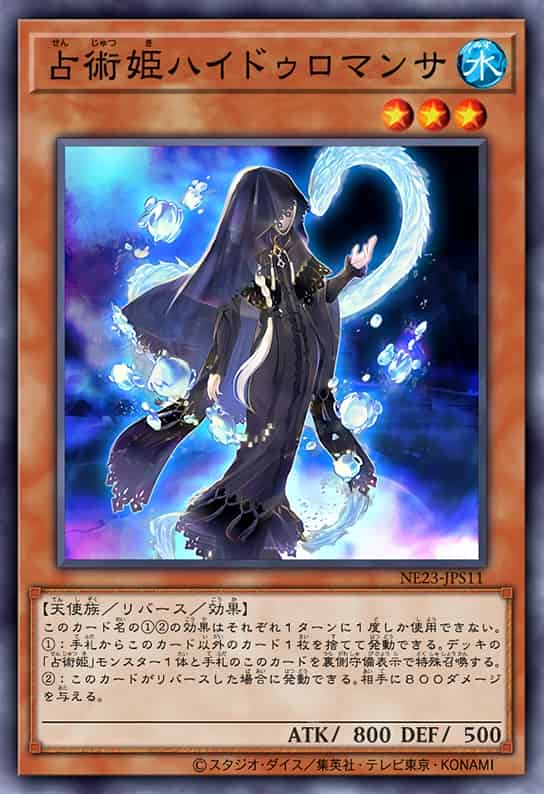 占術姫ハイドゥロマンサ
水
NE23-JPS11
【天使族／リバース／効果】
このカード名の①②の効果はそれぞれ１ターンに１度しか使用できない。
①：手札からこのカード以外のカード１枚を捨てて発動できる。デッキの
「占術姫」モンスター１体と手札のこのカードを裏側守備表示で特殊召喚する。
②：このカードがリバースした場合に発動できる。相手に８００ダメージ
を与える。
ATK/ 800 DEF/ 500
©スタジオ・ダイス／集英社・テレビ東京・KONAMI